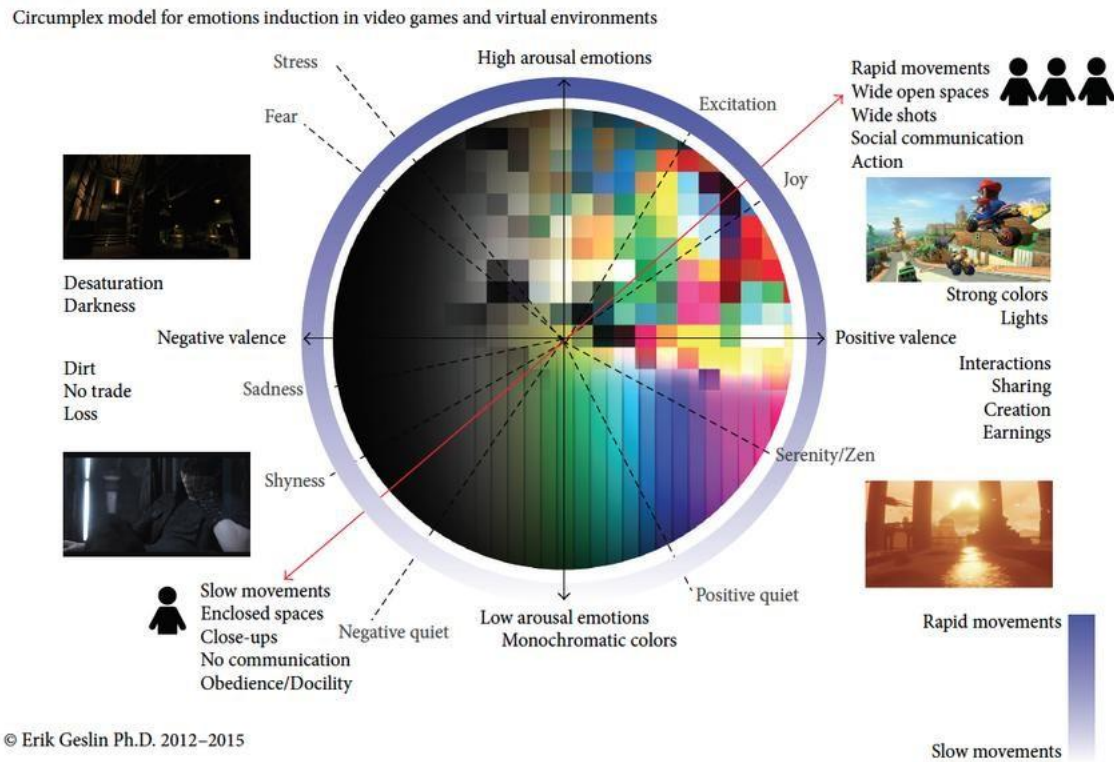 Circumplex model for emotions induction in video games and virtual environments
Stress
High arousal emotions
Fear
Excitation
Rapid movements
Wide open spaces
Wide shots
Social communication
Action
Joy
Desaturation
Darkness
Strong colors
Lights
Negative valence
Positive valence
Dirt
No trade
Loss
Interactions
Sharing
Creation
Earnings
Sadness
Shyness
Serenity/Zen
Slow movements
Enclosed spaces
Close-ups
No communication
Obedience/Docility
Negative quiet
Low arousal emotions
Monochromatic colors
Positive quiet
Rapid movements
Slow movements
© Erik Geslin Ph.D. 2012–2015